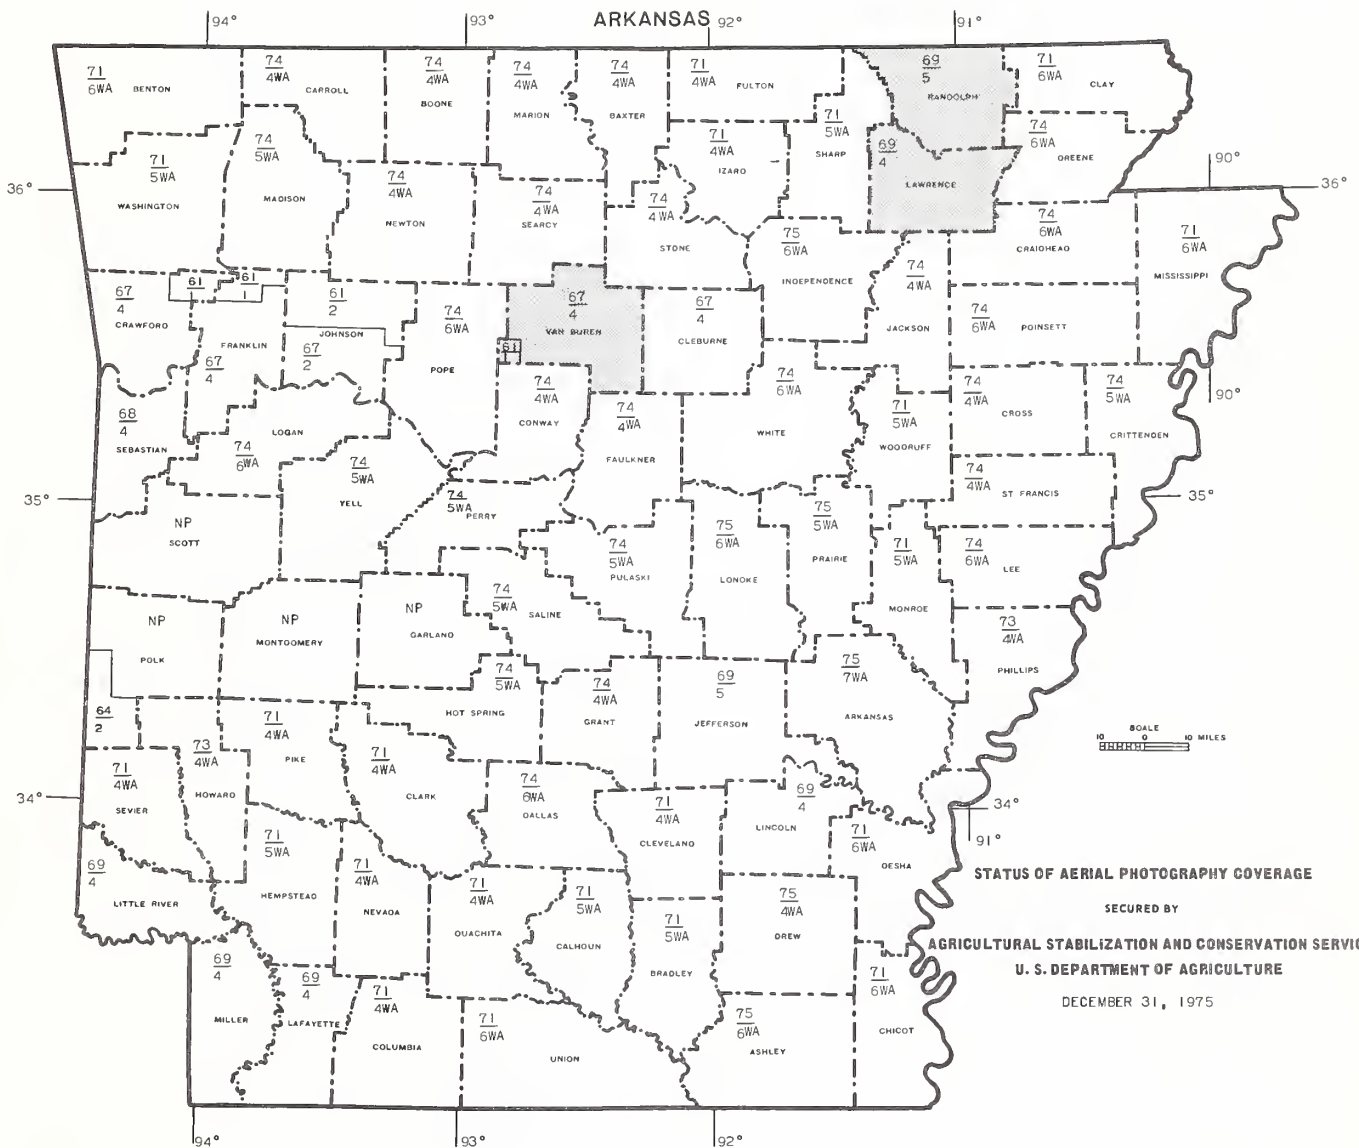 ARKANSAS
94°
93°
92°
91°
71
6WA
BENTON
74
4WA
CARROLL
74
4WA
BOONE
74
4WA
MARION
74
4WA
BAXTER
71
4WA
FULTON
69
5
RANDOLPH
71
6WA
CLAY
71
5WA
WASHINGTON
74
5WA
MADISON
74
4WA
NEWTON
74
4WA
SEARCY
74
4WA
STONE
71
4WA
IZARD
71
5WA
SHARP
69
4
LAWRENCE
74
6WA
GREENE
90°
36°
36°
67
4
CRAWFORD
61
1
61
1
FRANKLIN
67
4
61
2
JOHNSON
67
2
74
6WA
POPE
67
4
VAN BUREN
61
1
67
4
CLEBURNE
75
6WA
INDEPENDENCE
74
4WA
JACKSON
74
6WA
CRAIGHEAD
71
6WA
MISSISSIPPI
74
6WA
POINSETT
90°
68
4
SEBASTIAN
LOGAN
74
6WA
74
5WA
YELL
74
4WA
CONWAY
74
4WA
FAULKNER
74
6WA
WHITE
71
5WA
WOODRUFF
74
4WA
CROSS
74
5WA
CRITTENDEN
74
4WA
ST FRANCIS
35°
35°
NP
SCOTT
74
5WA
PERRY
74
5WA
PULASKI
75
6WA
LONOKE
75
5WA
PRAIRIE
71
5WA
MONROE
74
6WA
LEE
NP
POLK
NP
MONTGOMERY
NP
GARLAND
74
5WA
SALINE
73
4WA
PHILLIPS
64
2
74
5WA
HOT SPRING
74
4WA
GRANT
69
5
JEFFERSON
75
7WA
ARKANSAS
SCALE
10 0 10 MILES
71
4WA
SEVIER
73
4WA
HOWARD
71
4WA
PIKE
71
4WA
CLARK
74
6WA
DALLAS
71
4WA
CLEVELAND
69
4
LINCOLN
71
6WA
DESHA
34°
34°
91°
69
4
LITTLE RIVER
71
5WA
HEMPSTEAD
71
4WA
NEVADA
71
4WA
OUACHITA
71
5WA
CALHOUN
71
5WA
BRADLEY
75
4WA
DREW
69
4
MILLER
69
4
LAFAYETTE
71
4WA
COLUMBIA
71
6WA
UNION
75
6WA
ASHLEY
71
6WA
CHICOT
STATUS OF AERIAL PHOTOGRAPHY COVERAGE
SECURED BY
AGRICULTURAL STABILIZATION AND CONSERVATION SERVIC
U. S. DEPARTMENT OF AGRICULTURE
DECEMBER 31, 1975
94°
93°
92°